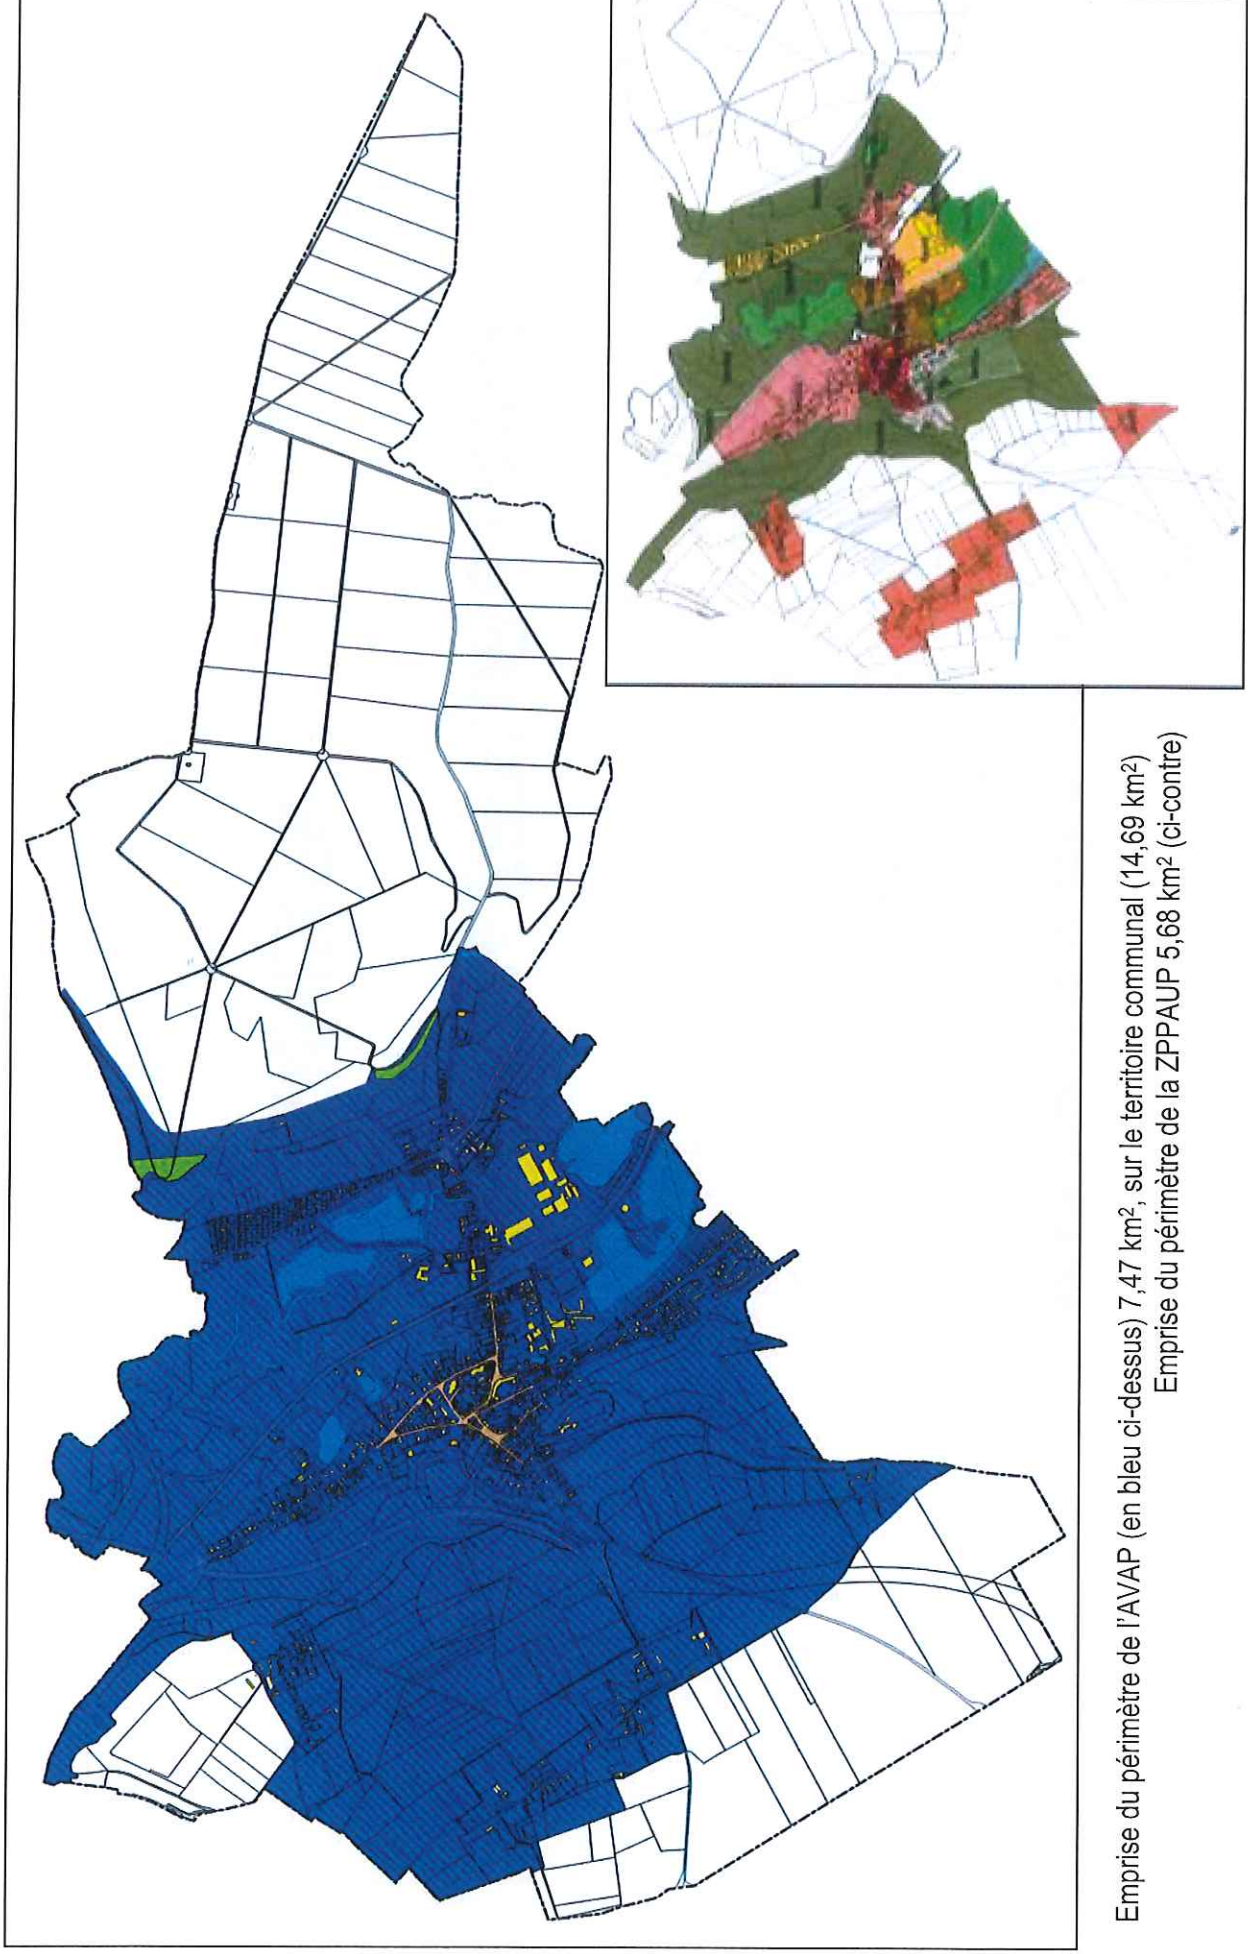 Emprise du périmètre de l'AVAP (en bleu ci-dessus) 7,47 km², sur le territoire communal (14,69 km²)
Emprise du périmètre de la ZPPAUP 5,68 km² (ci-contre)